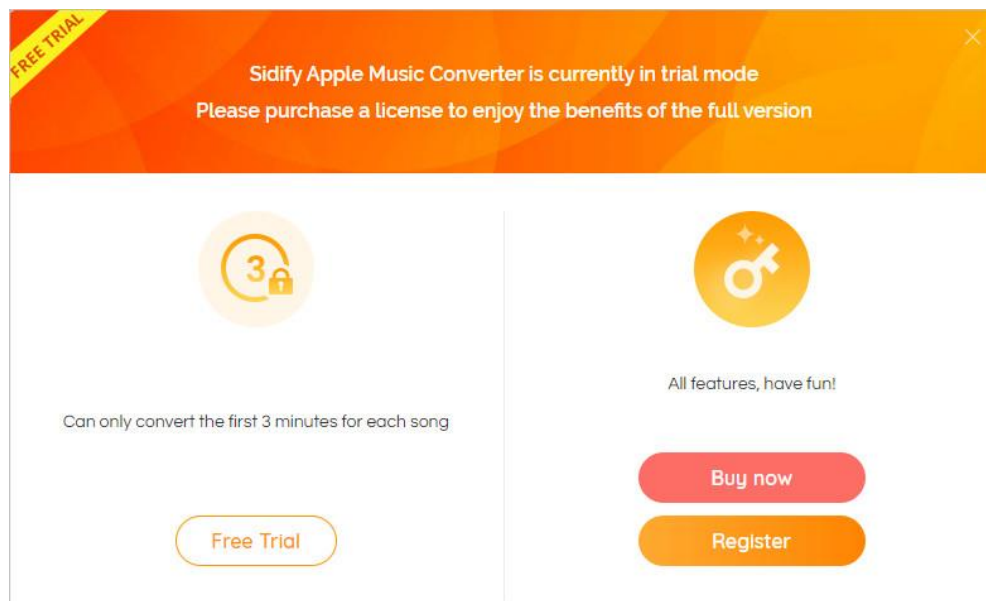 FREE TRIAL
Sidify Apple Music Converter is currently in trial mode
Please purchase a license to enjoy the benefits of the full version
3
Can only convert the first 3 minutes for each song
Free Trial
All features, have fun!
Buy now
Register